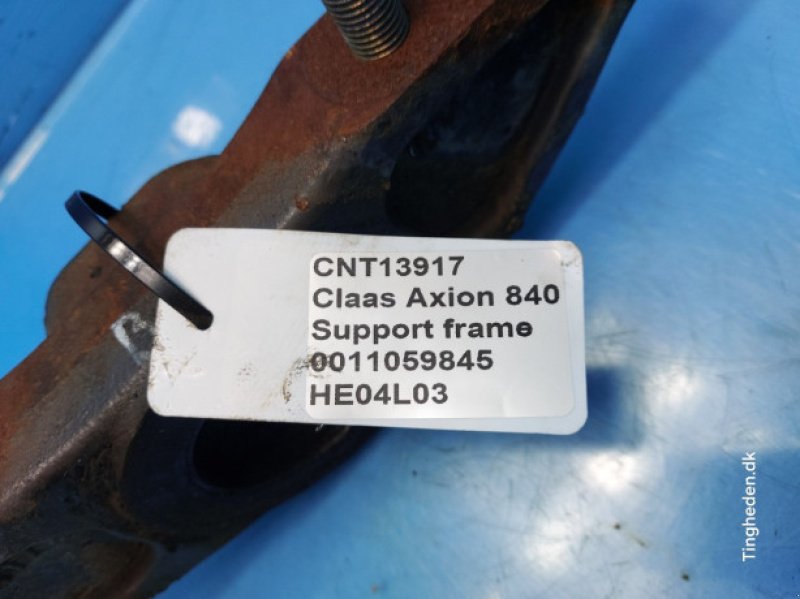 CNT13917
Claas Axion 840
Support frame
0011059845
HE04L03
Tingheden.dk